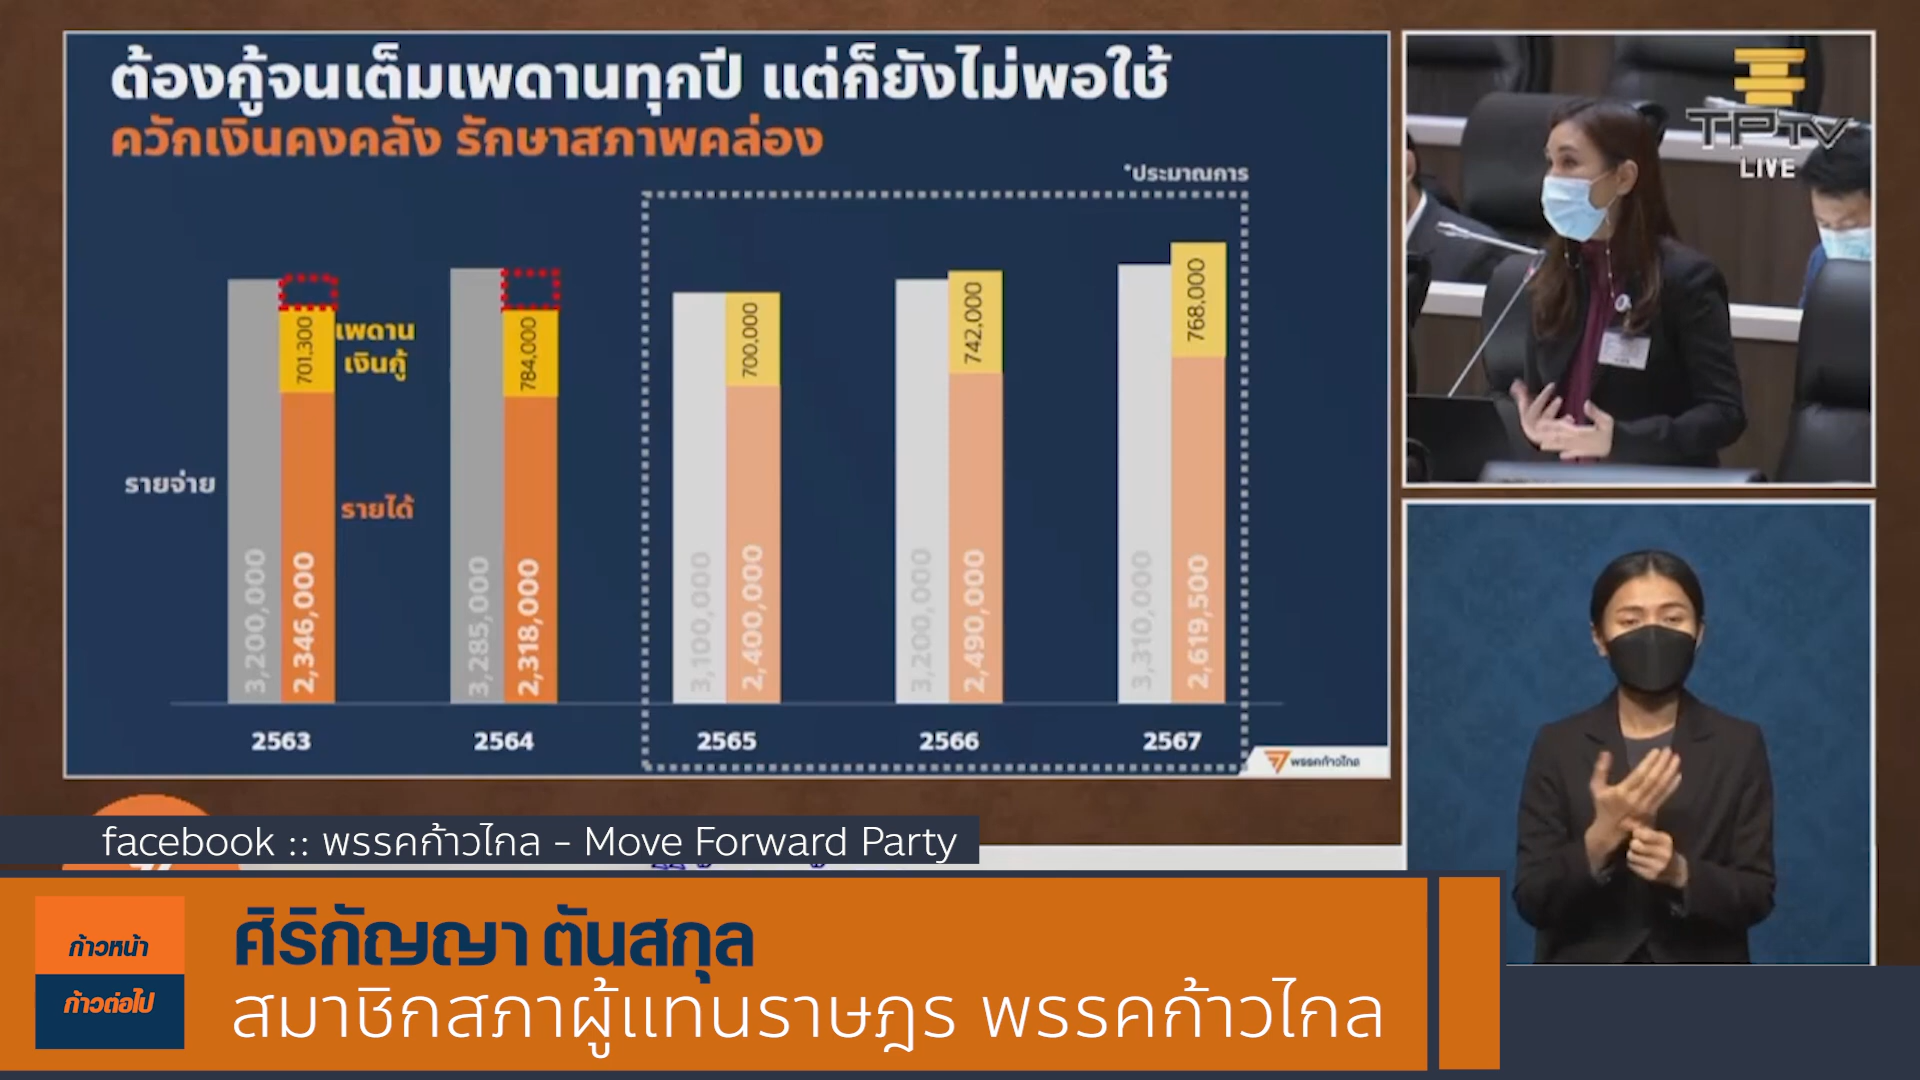 ต้องกู้จนเต็มเพดานทุกปี แต่ก็ยังไม่พอใช้
ควักเงินคงคลัง รักษาสภาพคล่อง
*ประมาณการ
TPTV
LIVE
701,300
เพดาน
เงินกู้
784,000
700,000
742,000
768,000
รายจ่าย
รายได้
3,200,000
2,346,000
3,285,000
2,318,000
3,100,000
2,400,000
3,200,000
2,490,000
3,310,000
2,619,500
2563
2564
2565
2566
2567
พรรคก้าวไกล
facebook :: พรรคก้าวไกล - Move Forward Party
ก้าวหน้า
ก้าวต่อไป
ศิริกัญญา ตันสกุล
สมาชิกสภาผู้แทนราษฎร พรรคก้าวไกล